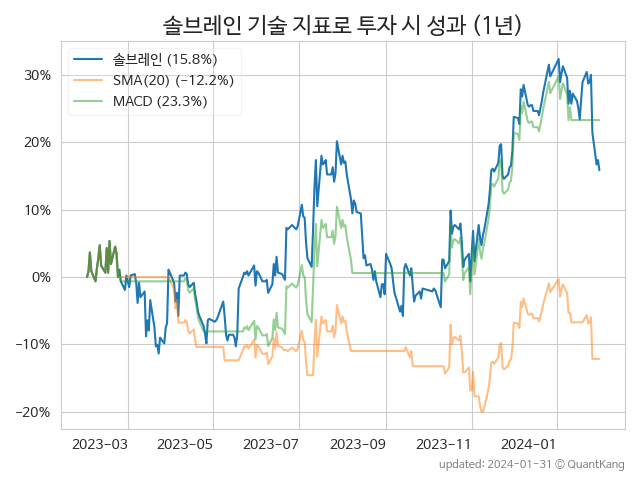 솔브레인 기술 지표로 투자 시 성과 (1년)
솔브레인 (15.8%)
SMA(20) (−12.2%)
MACD (23.3%)
30%
20%
10%
0%
−10%
−20%
2023-03
2023-05
2023-07
2023-09
2023-11
2024-01
updated: 2024-01-31 © QuantKang